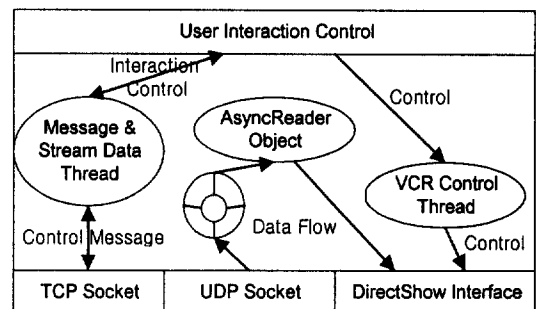 User Interaction Control
Interaction
Control
Control
Message &
Stream Data
Thread
AsyncReader
Object
VCR Control
Thread
Data Flow
Control Message
Control
TCP Socket
UDP Socket
DirectShow Interface